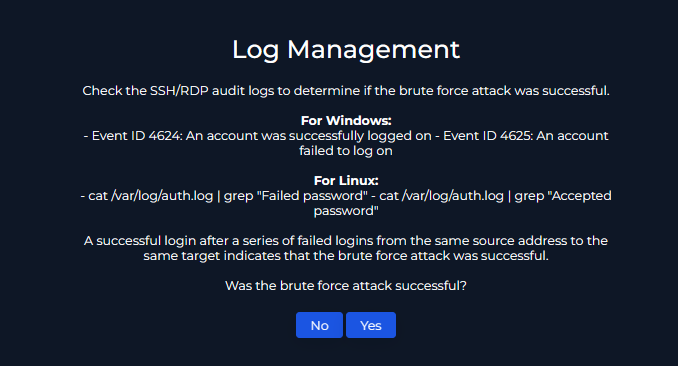 Log Management
Check the SSH/RDP audit logs to determine if the brute force attack was successful.
For Windows:
- Event ID 4624: An account was successfully logged on - Event ID 4625: An account
failed to log on
For Linux:
- cat /var/log/auth.log | grep "Failed password" - cat /var/log/auth.log | grep "Accepted
password"
A successful login after a series of failed logins from the same source address to the
same target indicates that the brute force attack was successful.
Was the brute force attack successful?
No Yes